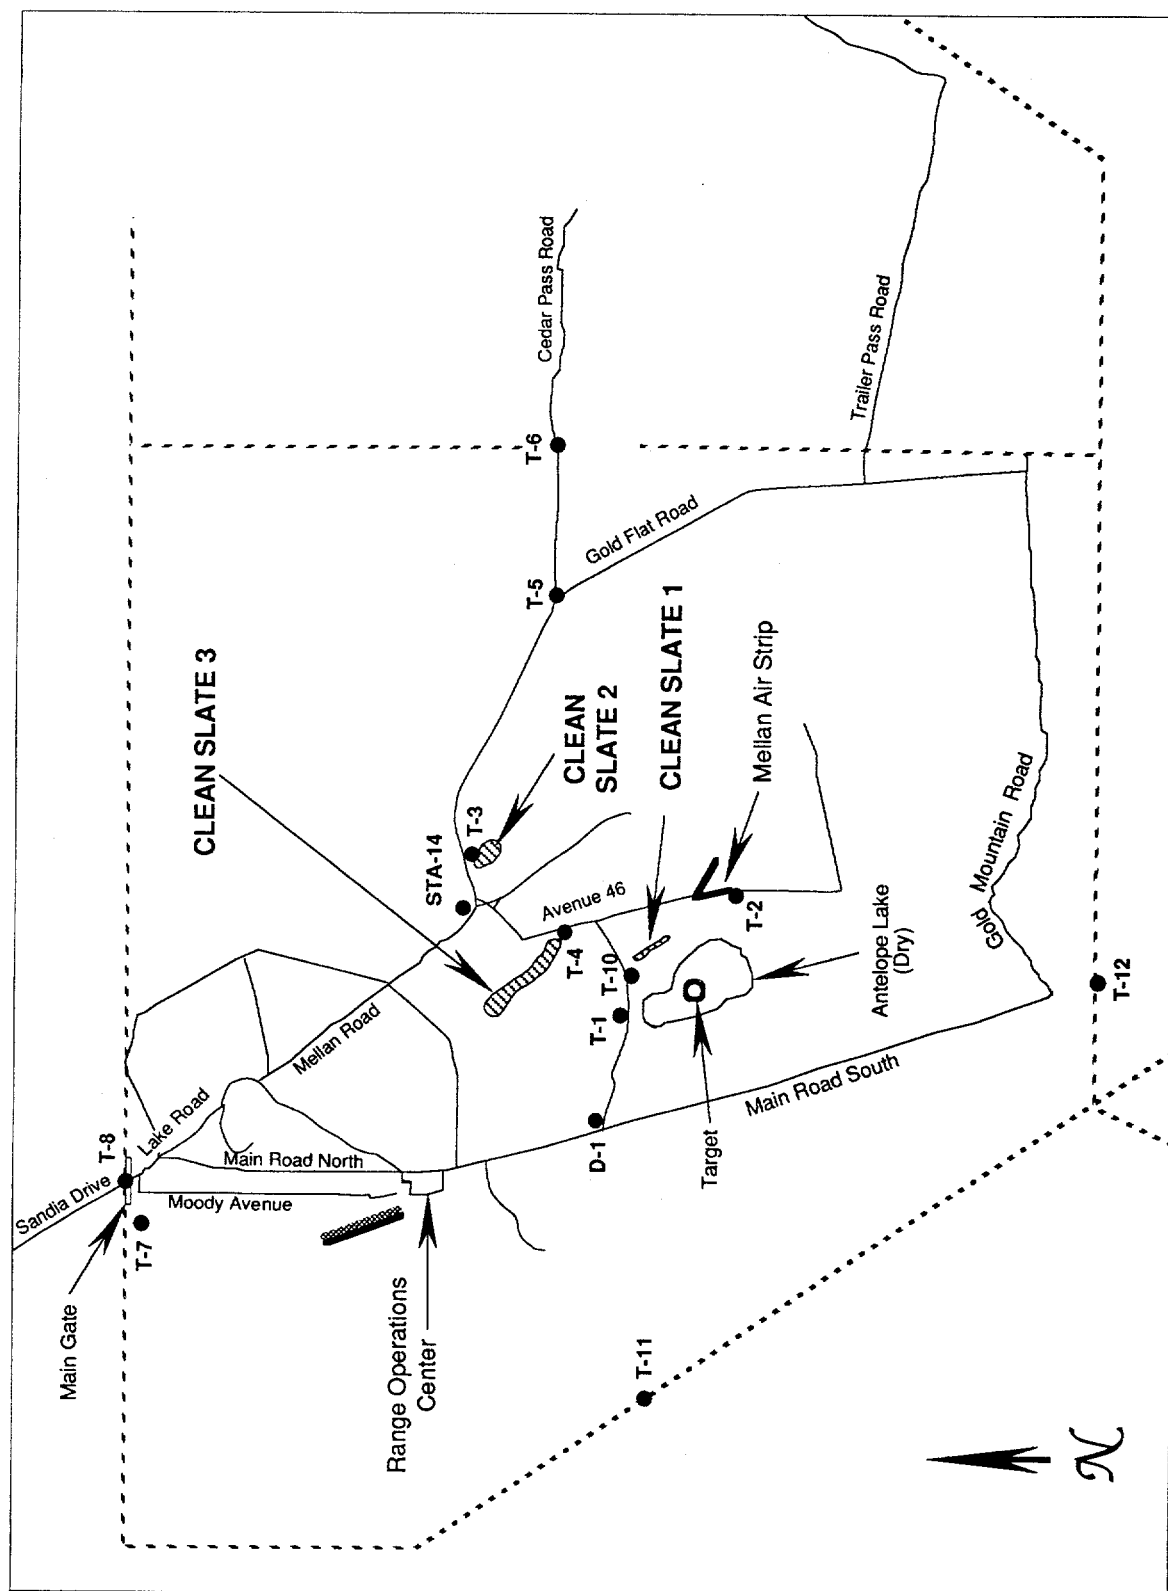 Sandia Drive
T-8
Lake Road
Main Gate
T-7
Moody Avenue
Main Road North
Mellan Road
Range Operations
Center
CLEAN SLATE 3
STA-14
T-3
CLEAN
SLATE 2
Cedar Pass Road
T-6
T-5
Gold Flat Road
Avenue 46
T-4
T-10
T-1
D-1
CLEAN SLATE 1
Mellan Air Strip
T-2
Target
Antelope Lake
(Dry)
Main Road South
Gold Mountain Road
Trailer Pass Road
T-11
T-12
N